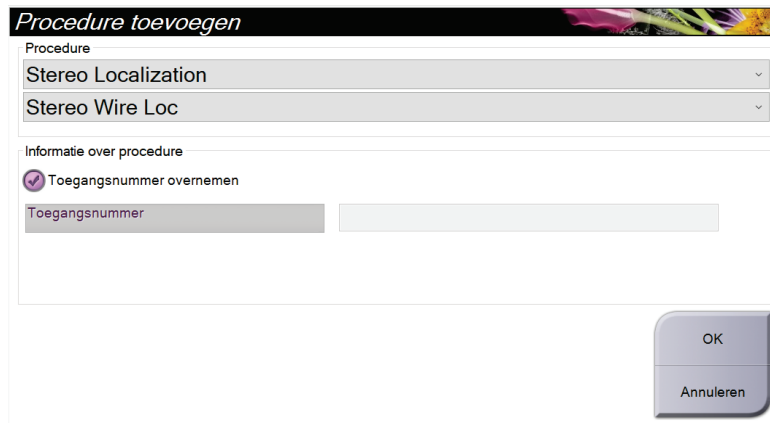 Procedure toevoegen
Procedure
Stereo Localization
Stereo Wire Loc
Informatie over procedure
Toegangsnummer overnemen
Toegangsnummer
OK
Annuleren